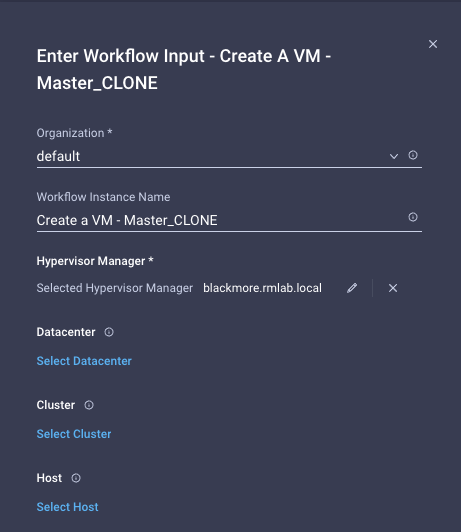 Enter Workflow Input - Create A VM -
Master_CLONE
Organization *
default
Workflow Instance Name
Create a VM - Master_CLONE
Hypervisor Manager *
Selected Hypervisor Manager blackmore.rmlab.local
Datacenter
Select Datacenter
Cluster
Select Cluster
Host
Select Host